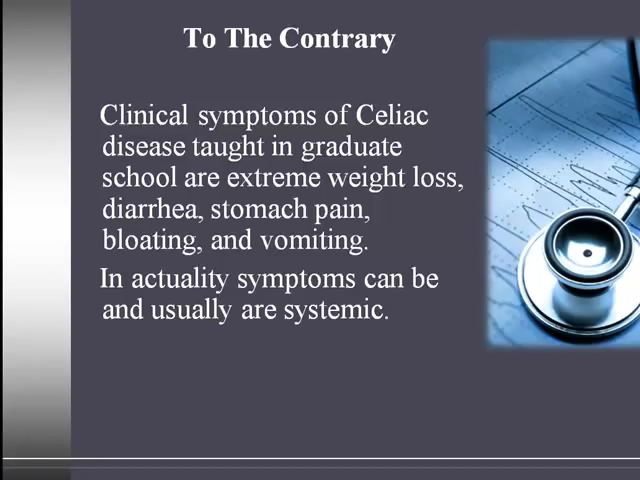 To The Contrary
Clinical symptoms of Celiac
disease taught in graduate
school are extreme weight loss,
diarrhea, stomach pain,
bloating, and vomiting.
In actuality symptoms can be
and usually are systemic.